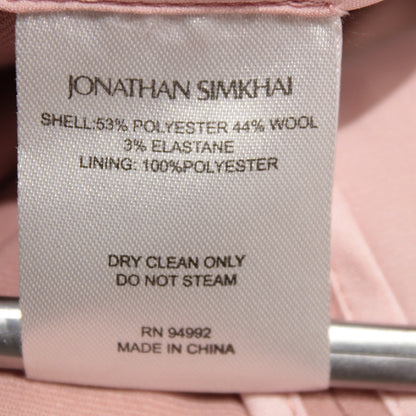 JONATHAN SIMKHAI
SHELL:53% POLYESTER 44% WOOL
3% ELASTANE
LINING: 100%POLYESTER
DRY CLEAN ONLY
DO NOT STEAM
RN 94992
MADE IN CHINA